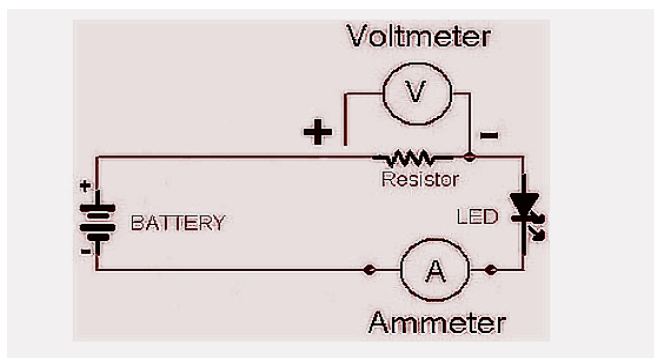 Voltmeter
V
+ -
Resistor
+
BATTERY
-
LED
A
Ammeter